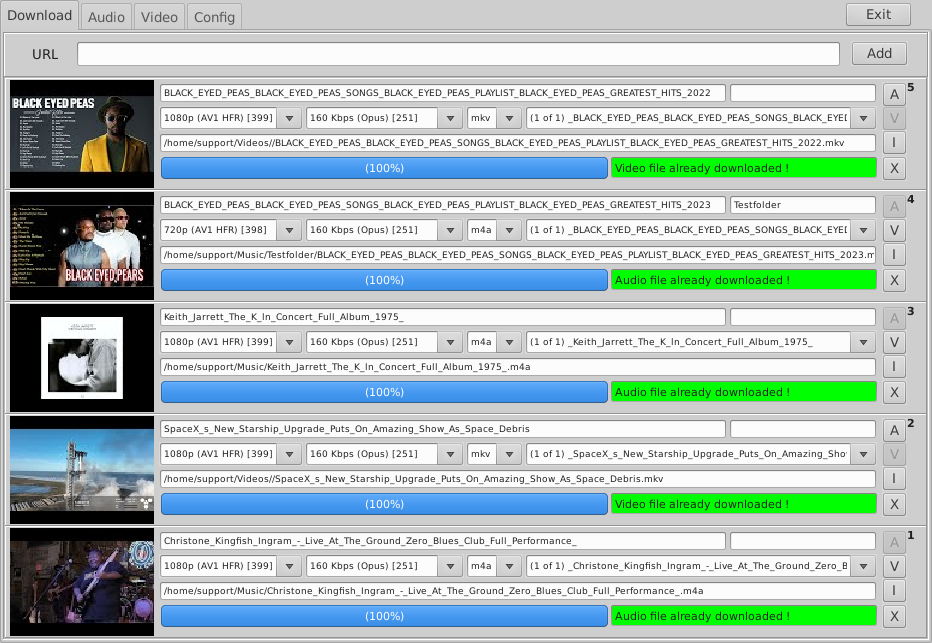 Download Audio Video Config Exit
URL Add
BLACK EYED PEAS
BLACK_EYED_PEAS_BLACK_EYED_PEAS_SONGS_BLACK_EYED_PEAS_PLAYLIST_BLACK_EYED_PEAS_GREATEST_HITS_2022 A 5
1080p (AV1 HFR) [399] 160 Kbps (Opus) [251] mkv (1 of 1) _BLACK_EYED_PEAS_BLACK_EYED_PEAS_SONGS_BLACK_EYE V
/home/support/Videos//BLACK_EYED_PEAS_BLACK_EYED_PEAS_SONGS_BLACK_EYED_PEAS_PLAYLIST_BLACK_EYED_PEAS_GREATEST_HITS_2022.mkv I
(100%) Video file already downloaded ! X
BLACK EYED PEARS
BLACK_EYED_PEAS_BLACK_EYED_PEAS_SONGS_BLACK_EYED_PEAS_PLAYLIST_BLACK_EYED_PEAS_GREATEST_HITS_2023 Testfolder A 4
720p (AV1 HFR) [398] 160 Kbps (Opus) [251] m4a (1 of 1) _BLACK_EYED_PEAS_BLACK_EYED_PEAS_SONGS_BLACK_EYE V
/home/support/Music/Testfolder/BLACK_EYED_PEAS_BLACK_EYED_PEAS_SONGS_BLACK_EYED_PEAS_PLAYLIST_BLACK_EYED_PEAS_GREATEST_HITS_2023.m I
(100%) Audio file already downloaded ! X
Keith_Jarrett_The_K_In_Concert_Full_Album_1975_ A 3
1080p (AV1 HFR) [399] 160 Kbps (Opus) [251] m4a (1 of 1) _Keith_Jarrett_The_K_In_Concert_Full_Album_1975_ V
/home/support/Music/Keith_Jarrett_The_K_In_Concert_Full_Album_1975_.m4a I
(100%) Audio file already downloaded ! X
SpaceX_s_New_Starship_Upgrade_Puts_On_Amazing_Show_As_Space_Debris A 2
1080p (AV1 HFR) [399] 160 Kbps (Opus) [251] mkv (1 of 1) _SpaceX_s_New_Starship_Upgrade_Puts_On_Amazing_Sho V
/home/support/Videos//SpaceX_s_New_Starship_Upgrade_Puts_On_Amazing_Show_As_Space_Debris.mkv I
(100%) Video file already downloaded ! X
Christone_Kingfish_Ingram_-_Live_At_The_Ground_Zero_Blues_Club_Full_Performance_ A 1
1080p (AV1 HFR) [399] 160 Kbps (Opus) [251] m4a (1 of 1) _Christone_Kingfish_Ingram_-_Live_At_The_Ground_Zero_B V
/home/support/Music/Christone_Kingfish_Ingram_-_Live_At_The_Ground_Zero_Blues_Club_Full_Performance_.m4a I
(100%) Audio file already downloaded ! X